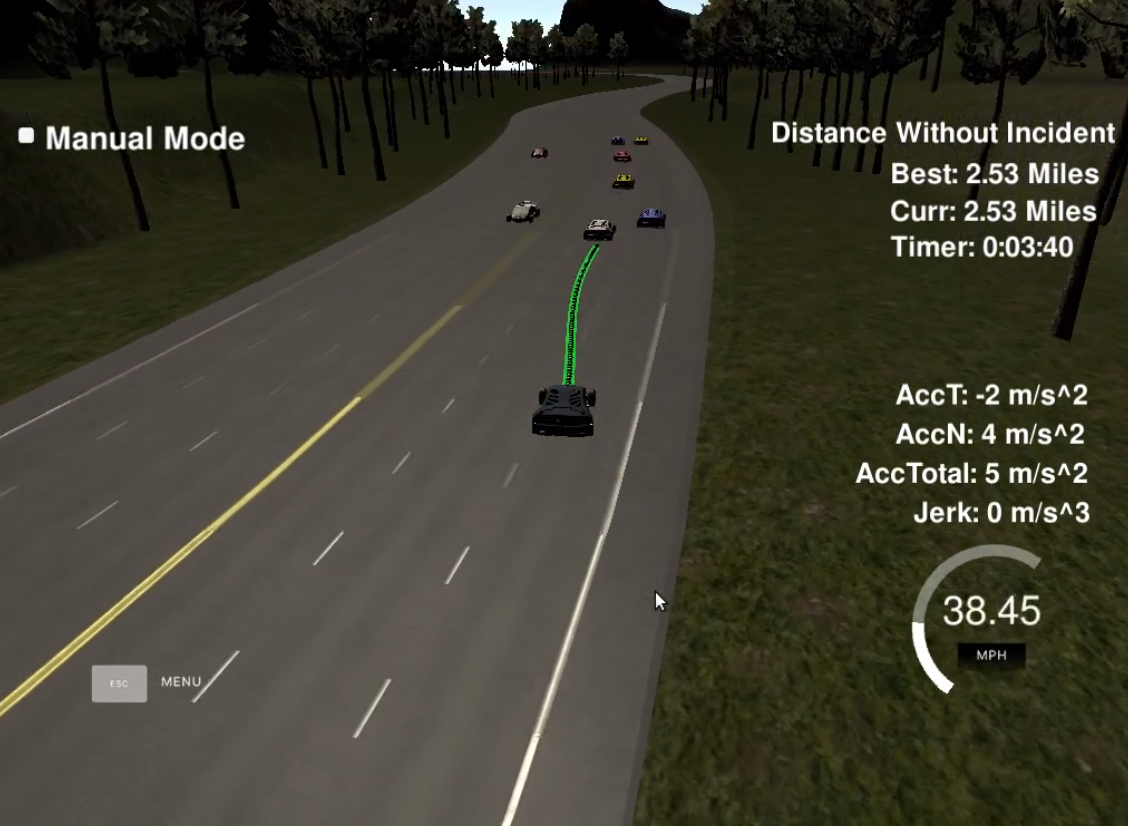 Manual Mode
Distance Without Incident
Best: 2.53 Miles
Curr: 2.53 Miles
Timer: 0:03:40
AccT: -2 m/s^2
AccN: 4 m/s^2
AccTotal: 5 m/s^2
Jerk: 0 m/s^3
38.45
MPH
ESC MENU